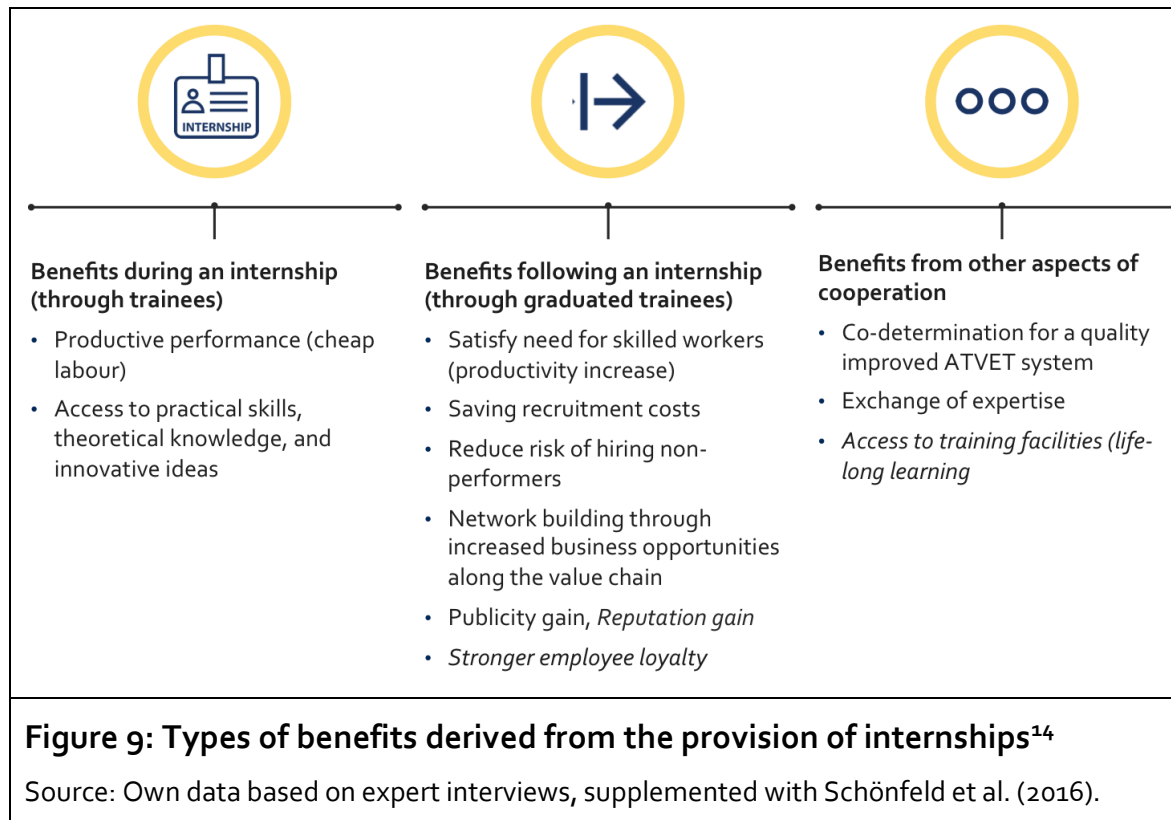 INTERNSHIP
Benefits during an internship
(through trainees)
• Productive performance (cheap
labour)
• Access to practical skills,
theoretical knowledge, and
innovative ideas
Benefits following an internship
(through graduated trainees)
• Satisfy need for skilled workers
(productivity increase)
• Saving recruitment costs
• Reduce risk of hiring non-
performers
• Network building through
increased business opportunities
along the value chain
• Publicity gain, Reputation gain
• Stronger employee loyalty
Benefits from other aspects of
cooperation
• Co-determination for a quality
improved ATVET system
• Exchange of expertise
• Access to training facilities (life-
long learning
Figure 9: Types of benefits derived from the provision of internships¹⁴
Source: Own data based on expert interviews, supplemented with Schönfeld et al. (2016).